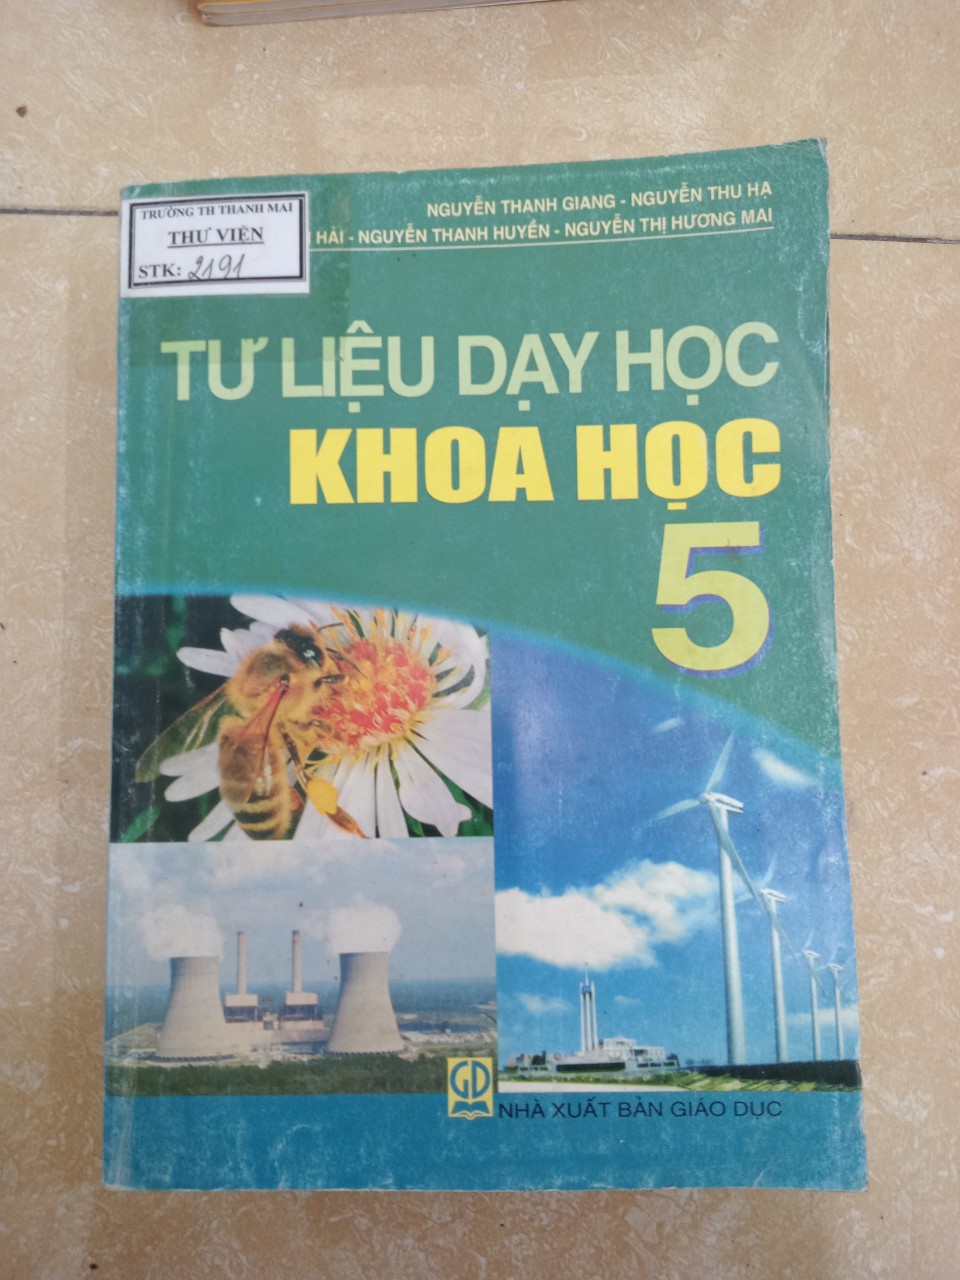 NGUYỄN THANH GIANG - NGUYỄN THU HẠ
HẢI - NGUYỄN THANH HUYỀN - NGUYỄN THỊ HƯƠNG MAI
TRƯỜNG TH THANH MAI
THƯ VIỆN
STK: 2191
TƯ LIỆU DẠY HỌC
KHOA HỌC
5
GD
NHÀ XUẤT BẢN GIÁO DỤC